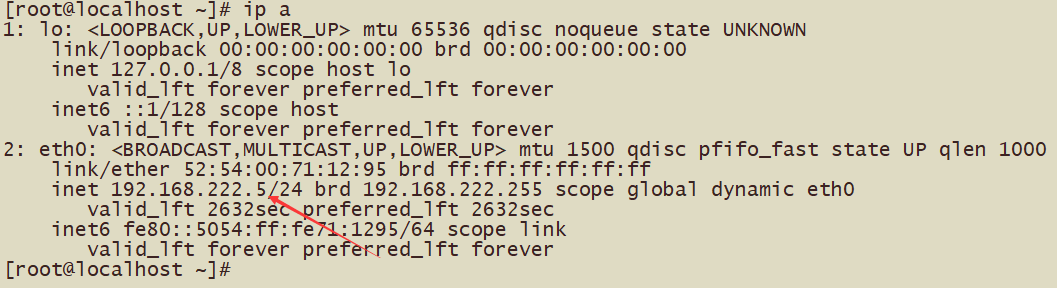 [root@localhost ~]# ip a
1: lo: <LOOPBACK,UP,LOWER_UP> mtu 65536 qdisc noqueue state UNKNOWN
    link/loopback 00:00:00:00:00:00 brd 00:00:00:00:00:00
    inet 127.0.0.1/8 scope host lo
       valid_lft forever preferred_lft forever
    inet6 ::1/128 scope host
       valid_lft forever preferred_lft forever
2: eth0: <BROADCAST,MULTICAST,UP,LOWER_UP> mtu 1500 qdisc pfifo_fast state UP qlen 1000
    link/ether 52:54:00:71:12:95 brd ff:ff:ff:ff:ff:ff
    inet 192.168.222.5/24 brd 192.168.222.255 scope global dynamic eth0
       valid_lft 2632sec preferred_lft 2632sec
    inet6 fe80::5054:ff:fe71:1295/64 scope link
       valid_lft forever preferred_lft forever
[root@localhost ~]#